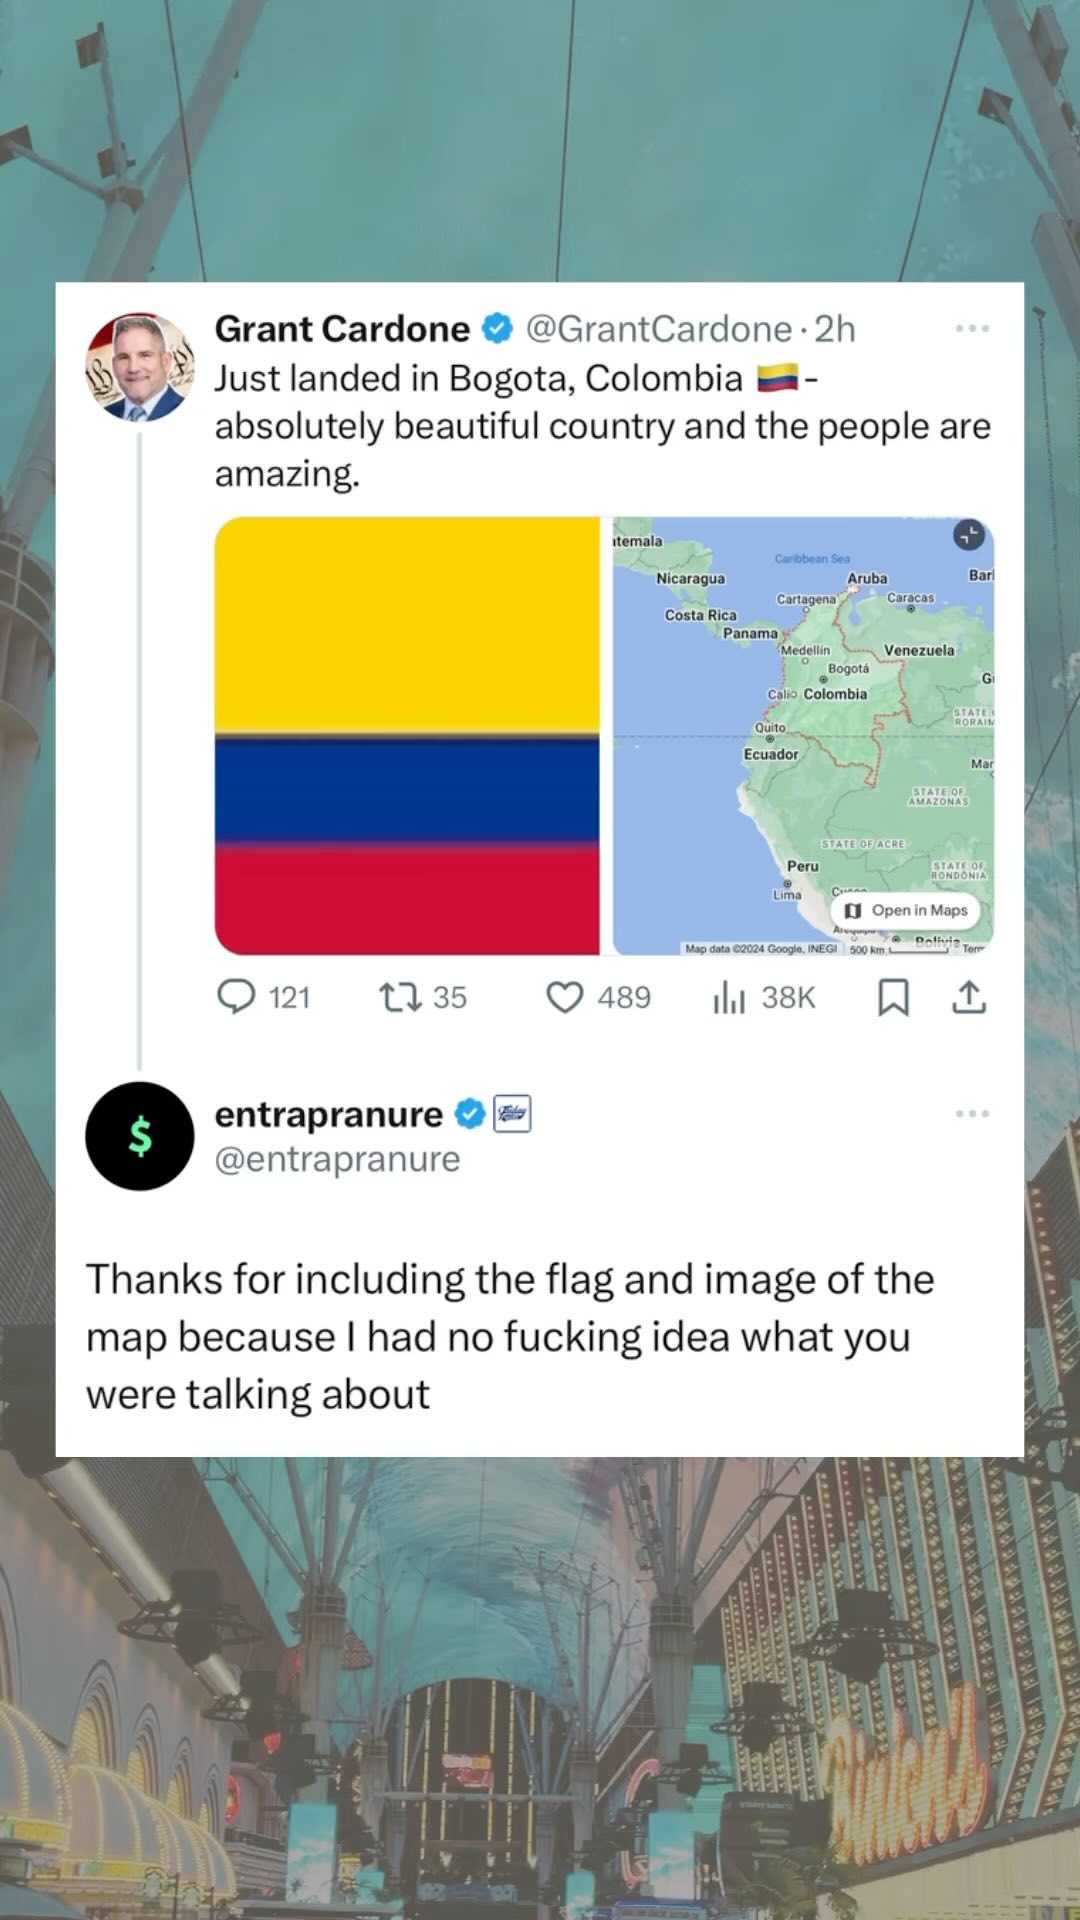 Grant Cardone @GrantCardone · 2h
Just landed in Bogota, Colombia 🇨🇴 -
absolutely beautiful country and the people are
amazing.
temala
Caribbean Sea
Nicaragua
Aruba
Bar
Cartagena
Caracas
Costa Rica
Panama
Medellín
Venezuela
Bogotá
G
Cali
Colombia
STATE
RORAIM
Quito
Ecuador
Mar
STATE OF
AMAZONAS
STATE OF ACRE
Peru
STATE OF
RONDÔNIA
Lima
Open in Maps
Bolivia
Map data ©2024 Google, INEGI
500 km
Term
121
35
489
38K
$
entrapranure
@entrapranure
Thanks for including the flag and image of the
map because I had no fucking idea what you
were talking about